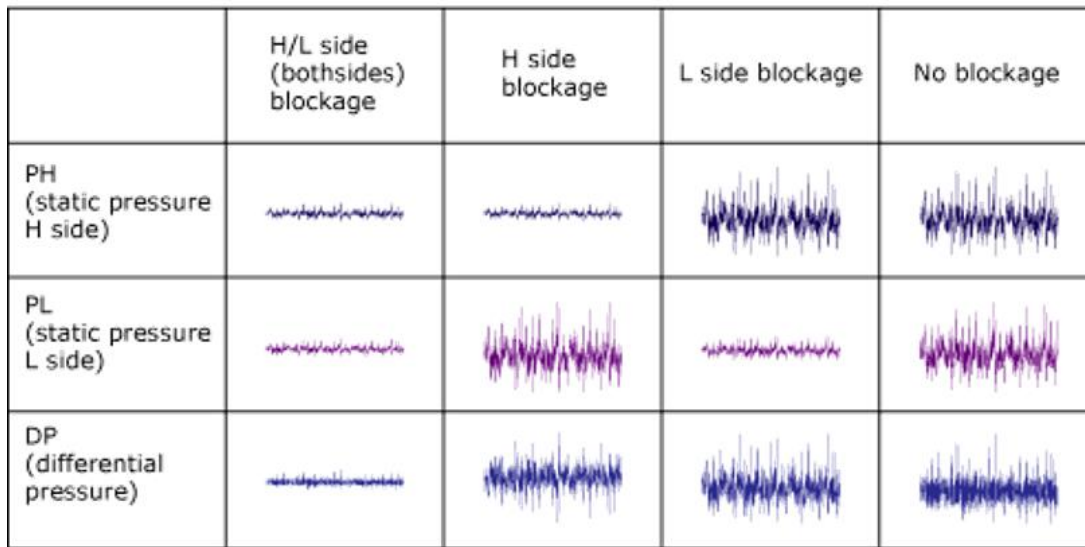 H/L side
(bothsides)
blockage
H side
blockage
L side blockage
No blockage
PH
(static pressure
H side)
PL
(static pressure
L side)
DP
(differential
pressure)